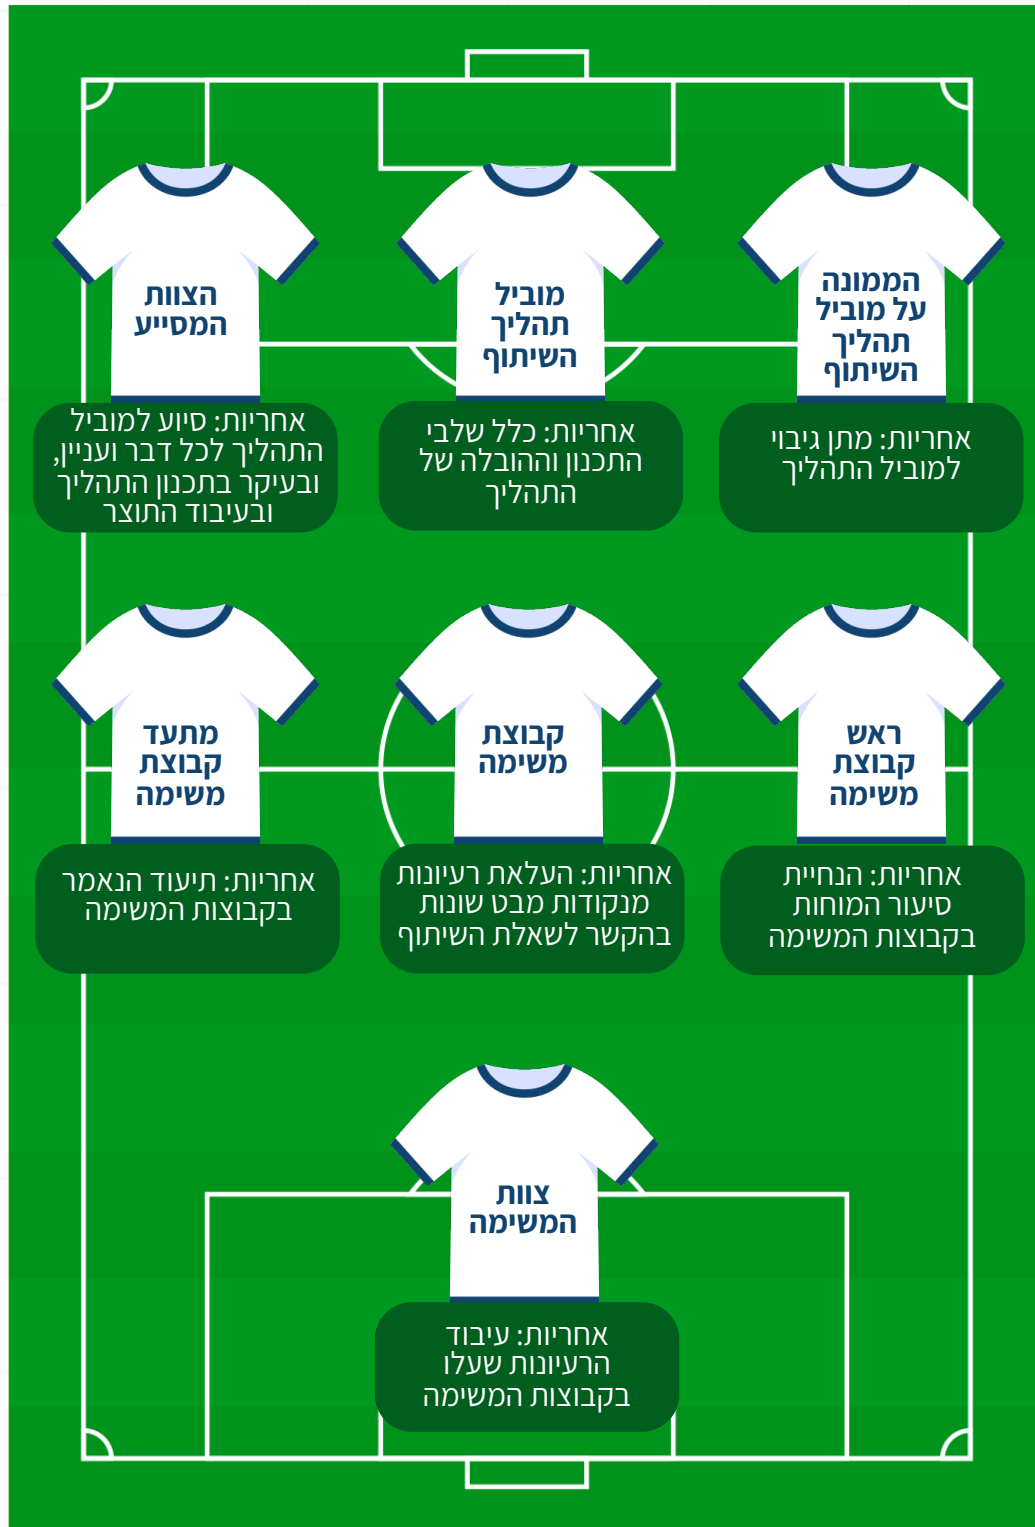 הממונה
על מוביל
תהליך
השיתוף
אחריות: מתן גיבוי
למוביל התהליך
מוביל
תהליך
השיתוף
אחריות: כלל שלבי
התכנון וההובלה של
התהליך
הצוות
המסייע
אחריות: סיוע למוביל
התהליך לכל דבר ועניין,
ובעיקר בתכנון התהליך
ובעיבוד התוצר
ראש
קבוצת
משימה
אחריות: הנחיית
סיעור המוחות
בקבוצות המשימה
קבוצת
משימה
אחריות: העלאת רעיונות
מנקודות מבט שונות
בהקשר לשאלת השיתוף
מתעד
קבוצת
משימה
אחריות: תיעוד הנאמר
בקבוצות המשימה
צוות
המשימה
אחריות: עיבוד
הרעיונות שעלו
בקבוצות המשימה